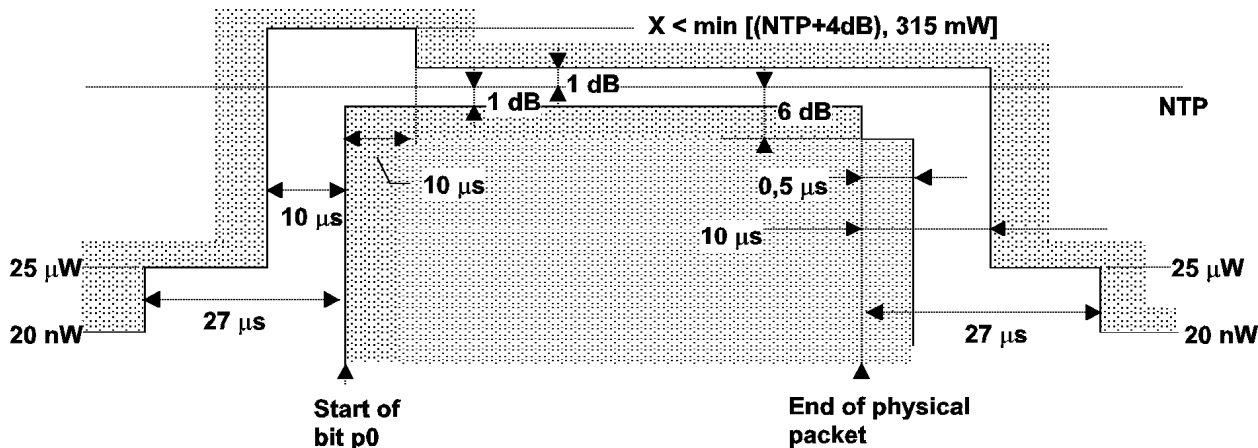 X < min [(NTP+4dB), 315 mW]
1 dB
1 dB
6 dB
NTP
10 μs
0,5 μs
10 μs
10 μs
25 μW
25 μW
27 μs
27 μs
20 nW
20 nW
Start of
bit p0
End of physical
packet